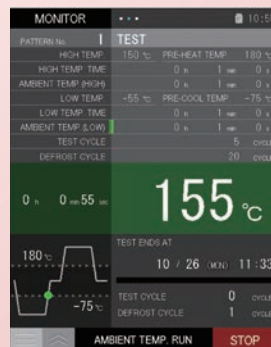 MONITOR ••• 10:5
PATTERN No. 1 TEST
HIGH TEMP. 150 °C PRE-HEAT TEMP 180
HIGH TEMP. TIME 0 h 1 min 0
AMBIENT TEMP.(HIGH) 0 h 1 min 0
LOW TEMP. -55 °C PRE-COOL TEMP -75
LOW TEMP. TIME 0 h 1 min 0
AMBIENT TEMP.(LOW) 0 h 1 min 0
TEST CYCLE 5 CYCLE
DEFROST CYCLE 20 CYCLE
0 h 0 min 55 sec 155 °C
TEST ENDS AT
10 / 26 (MON) 11:33
180 °C
-75 °C
TEST CYCLE 0 CYCLE
DEFROST CYCLE 1 CYCLE
AMBIENT TEMP. RUN STOP